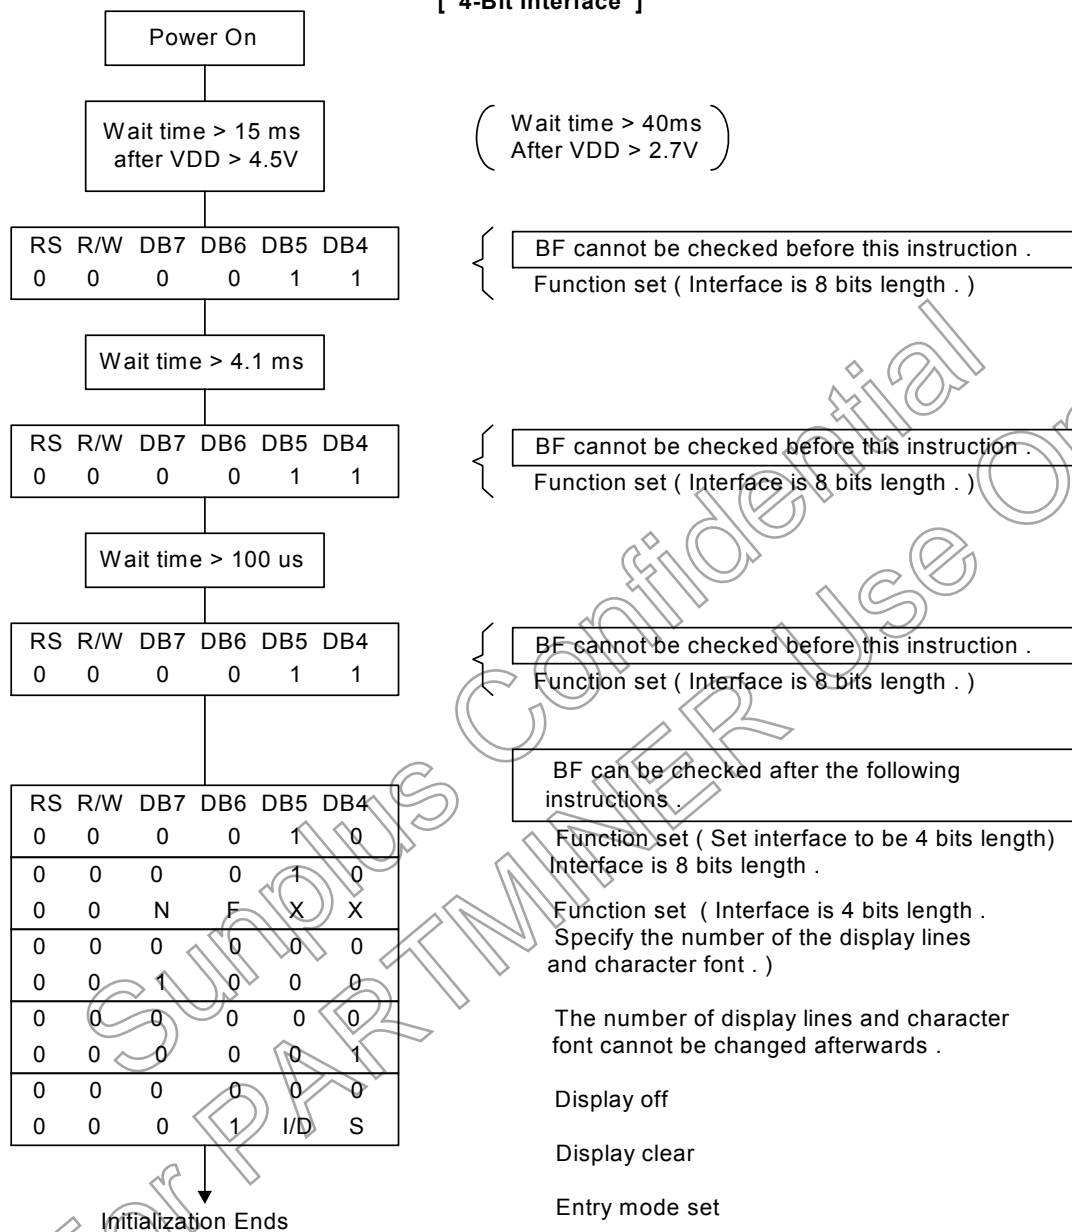 [ 4-Bit Interface ]
Power On
Wait time > 15 ms
after VDD > 4.5V
Wait time > 40ms
After VDD > 2.7V
RS R/W DB7 DB6 DB5 DB4
0 0 0 0 1 1
BF cannot be checked before this instruction .
Function set ( Interface is 8 bits length . )
Wait time > 4.1 ms
RS R/W DB7 DB6 DB5 DB4
0 0 0 0 1 1
BF cannot be checked before this instruction .
Function set ( Interface is 8 bits length . )
Wait time > 100 us
RS R/W DB7 DB6 DB5 DB4
0 0 0 0 1 1
BF cannot be checked before this instruction .
Function set ( Interface is 8 bits length . )
RS R/W DB7 DB6 DB5 DB4
0 0 0 0 1 0
0 0 0 0 1 0
0 0 N F X X
0 0 0 0 0 0
0 0 1 0 0 0
0 0 0 0 0 0
0 0 0 0 0 1
0 0 0 0 0 0
0 0 0 1 I/D S
Initialization Ends
BF can be checked after the following
instructions .
Function set ( Set interface to be 4 bits length)
Interface is 8 bits length .
Function set ( Interface is 4 bits length .
Specify the number of the display lines
and character font . )
The number of display lines and character
font cannot be changed afterwards .
Display off
Display clear
Entry mode set
Sunplus Confidential
For PARTMINER Use